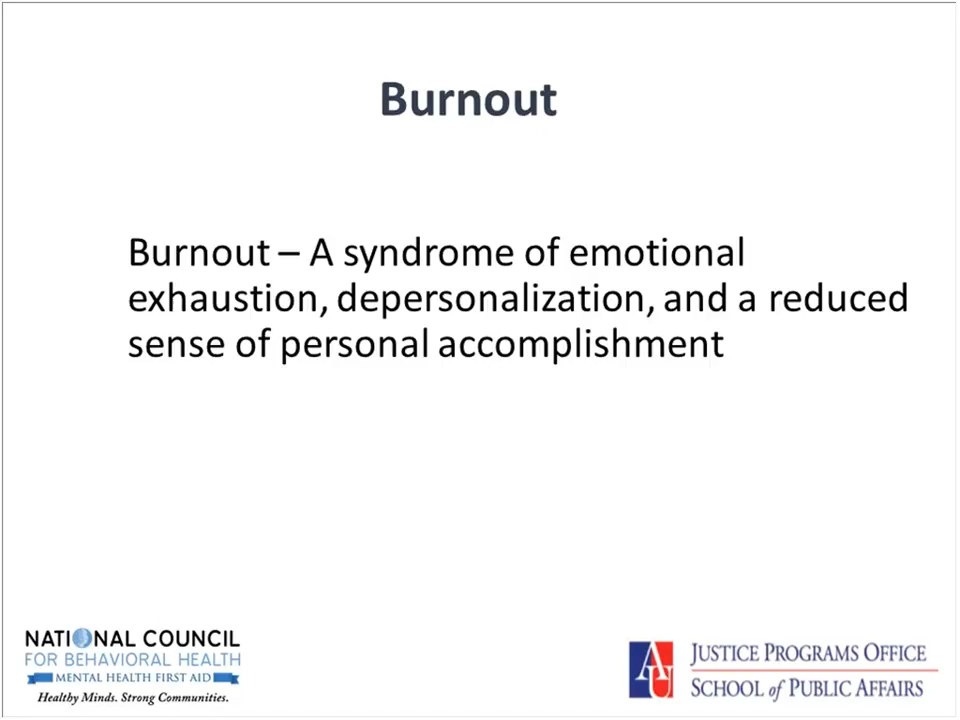 Burnout
Burnout – A syndrome of emotional
exhaustion, depersonalization, and a reduced
sense of personal accomplishment
NATIONAL COUNCIL
FOR BEHAVIORAL HEALTH
MENTAL HEALTH FIRST AID
Healthy Minds. Strong Communities.
AU
JUSTICE PROGRAMS OFFICE
SCHOOL of PUBLIC AFFAIRS